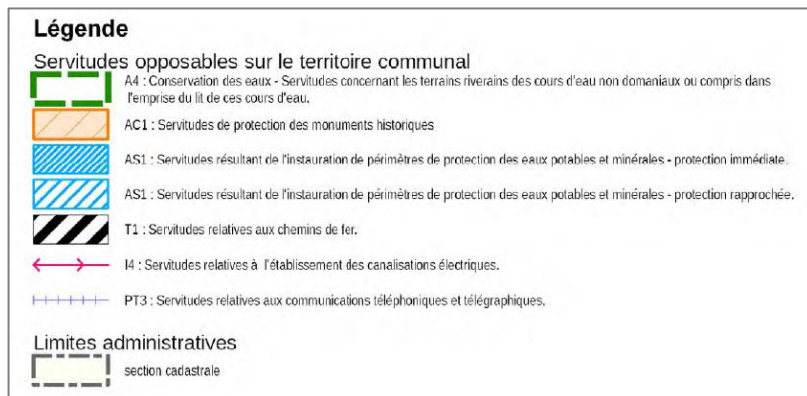 Légende
Servitudes opposables sur le territoire communal
A4 : Conservation des eaux - Servitudes concernant les terrains riverains des cours d'eau non domaniaux ou compris dans
l'emprise du lit de ces cours d'eau.
AC1 : Servitudes de protection des monuments historiques
AS1 : Servitudes résultant de l'instauration de périmètres de protection des eaux potables et minérales - protection immédiate.
AS1 : Servitudes résultant de l'instauration de périmètres de protection des eaux potables et minérales - protection rapprochée.
T1 : Servitudes relatives aux chemins de fer.
I4 : Servitudes relatives à l'établissement des canalisations électriques.
PT3 : Servitudes relatives aux communications téléphoniques et télégraphiques.
Limites administratives
section cadastrale